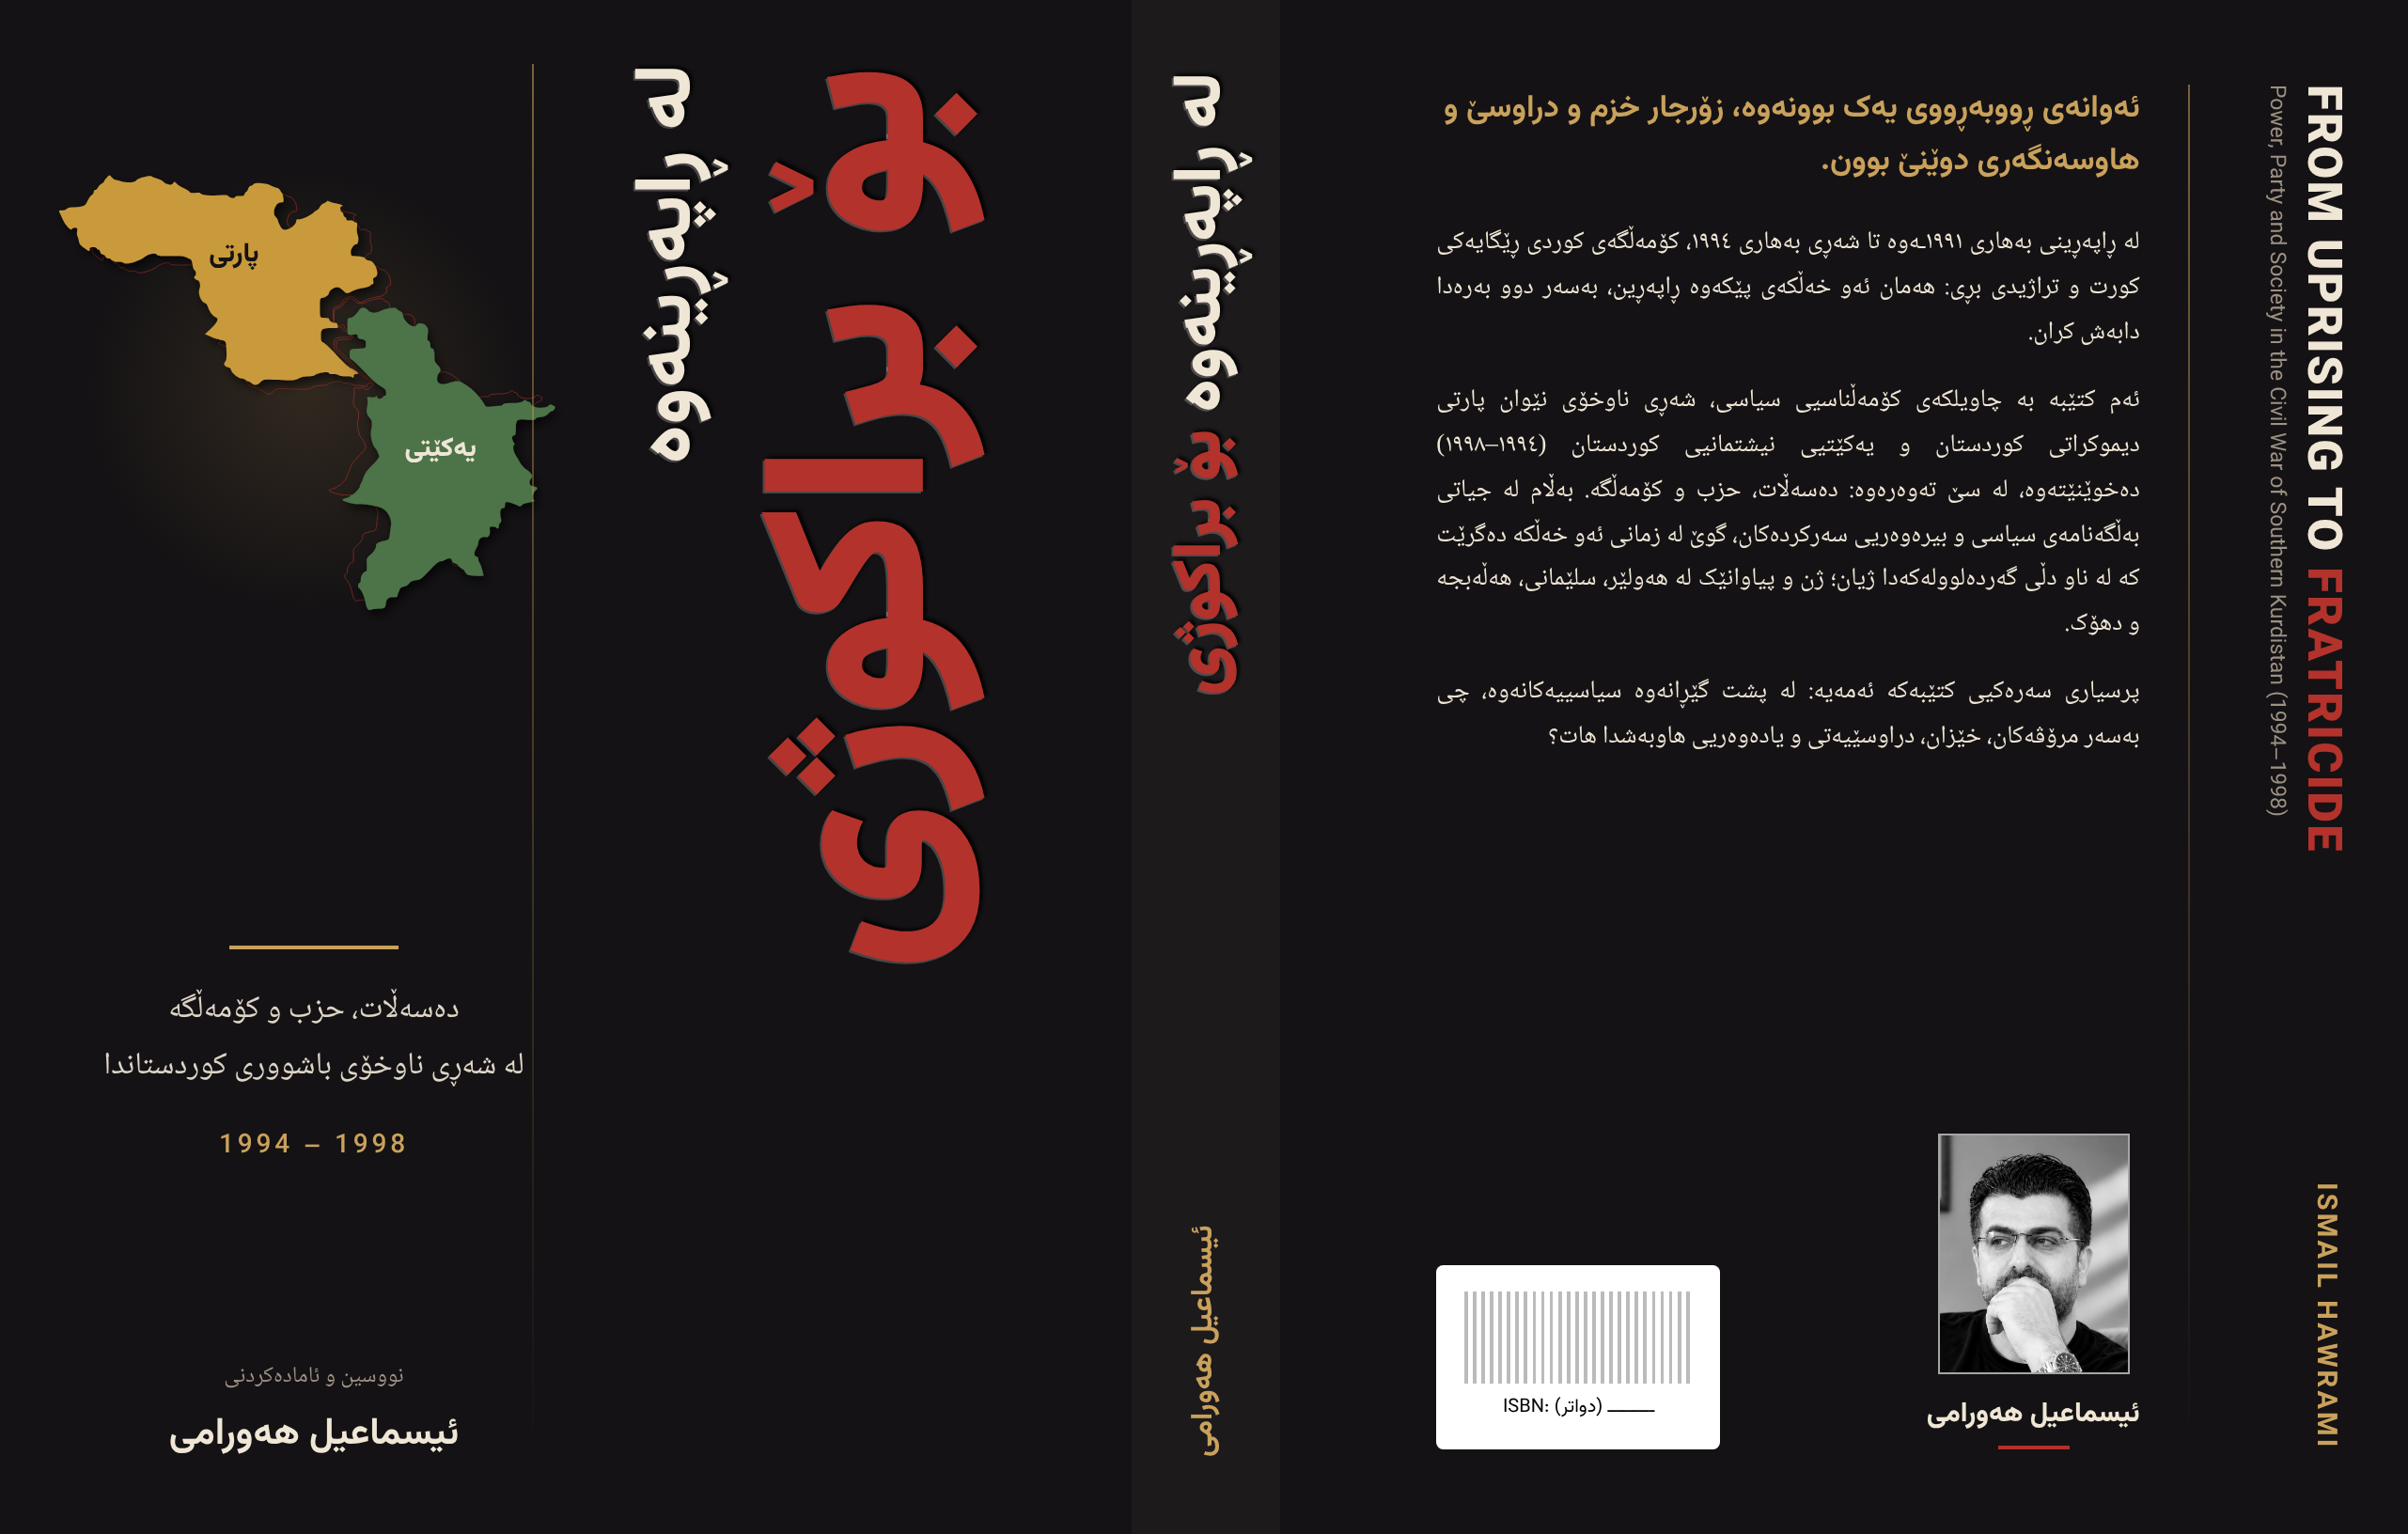 پارتی
یەکێتی
لە ڕاپەڕینەوە
بۆ براکوژی
دەسەڵات، حزب و کۆمەڵگە
لە شەڕی ناوخۆی باشووری کوردستاندا
1994 – 1998
نووسین و ئامادەکردنی
ئیسماعیل هەورامی
لە ڕاپەڕینەوە بۆ براکوژی
ئیسماعیل هەورامی
ئەوانەی ڕووبەڕووی یەک بوونەوە، زۆرجار خزم و دراوسێ و
هاوسەنگەری دوێنێ بوون.
لە ڕاپەڕینی بەهاری ١٩٩١ـەوە تا شەڕی بەهاری ١٩٩٤، کۆمەڵگەی کوردی ڕێگایەکی
کورت و تراژیدی بڕی: هەمان ئەو خەڵکەی پێکەوە ڕاپەڕین، بەسەر دوو بەرەدا
دابەش کران.
ئەم کتێبە بە چاویلکەی کۆمەڵناسیی سیاسی، شەڕی ناوخۆی نێوان پارتی
دیموکراتی کوردستان و یەکێتیی نیشتمانیی کوردستان (١٩٩٤–١٩٩٨)
دەخوێنێتەوە، لە سێ تەوەرەوە: دەسەڵات، حزب و کۆمەڵگە. بەڵام لە جیاتی
بەڵگەنامەی سیاسی و بیرەوەریی سەرکردەکان، گوێ لە زمانی ئەو خەڵکە دەگرێت
کە لە ناو دڵی گەردەلوولەکەدا ژیان؛ ژن و پیاوانێک لە هەولێر، سلێمانی، هەڵەبجە
و دهۆک.
پرسیاری سەرەکیی کتێبەکە ئەمەیە: لە پشت گێڕانەوە سیاسییەکانەوە، چی
بەسەر مرۆڤەکان، خێزان، دراوسێیەتی و یادەوەریی هاوبەشدا هات؟
ISBN: (دواتر) ـــــــ
ئیسماعیل هەورامی
FROM UPRISING TO FRATRICIDE
Power, Party and Society in the Civil War of Southern Kurdistan (1994–1998)
ISMAIL HAWRAMI